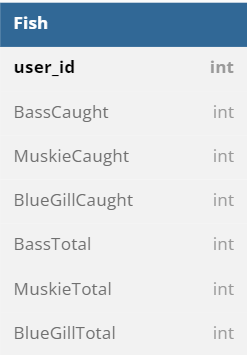 Fish
user_id int
BassCaught int
MuskieCaught int
BlueGillCaught int
BassTotal int
MuskieTotal int
BlueGillTotal int